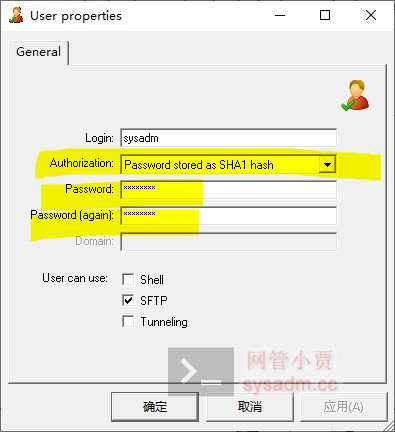 User properties
General
Login: sysadm
Authorization: Password stored as SHA1 hash
Password: ********
Password (again): ********
Domain:
User can use: Shell
SFTP
Tunneling
>_ 网管小贾
sysadm.cc
确定 取消 应用(A)